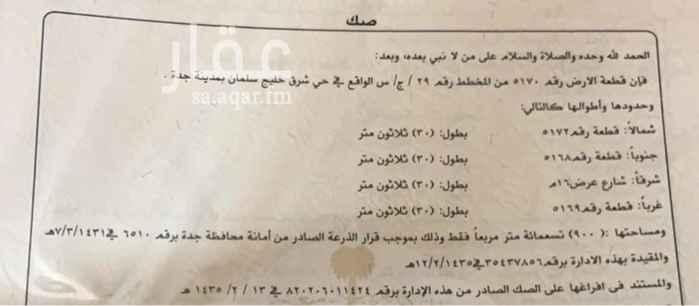 صك
الحمد لله وحده والصلاة والسلام على من لا نبي بعده، وبعد:
فإن قطعة الارض رقم ٥١٧٠ من المخطط رقم ٢٩ / ج/ س الواقع في حي شرق خليج سلمان بمدينة جدة .
وحدودها وأطوالها كالتالي:
شمالاً: قطعة رقم ٥١٧٢ بطول: (٣٠) ثلاثون متر
جنوباً: قطعة رقم ٥١٦٨ بطول: (٣٠) ثلاثون متر
شرقاً: شارع عرض ١٦م بطول: (٣٠) ثلاثون متر
غرباً: قطعة رقم ٥١٦٩ بطول: (٣٠) ثلاثون متر
ومساحتها :( ٩٠٠) تسعمائة متر مربعاً فقط وذلك بموجب قرار الذرعة الصادر من أمانة محافظة جدة برقم ٦٥١٠ في ٧/٣/١٤٣١هـ
والمقيدة بهذه الادارة برقم ٣٥٤٣٧٨٥٦ في ١٢/٢/١٤٣٥هـ
والمستند في افراغها على الصك الصادر من هذه الإدارة برقم ٨٢٠٢٠٦٠١١٤٢٤ في ١٣ / ٢ / ١٤٣٥ هـ
عقار
sa.aqar.fm